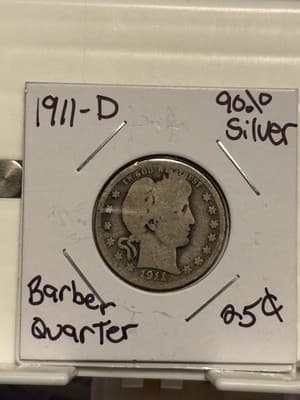 1911-D
90% Silver
IN GOD WE TRUST
1911
Barber
Quarter
25¢